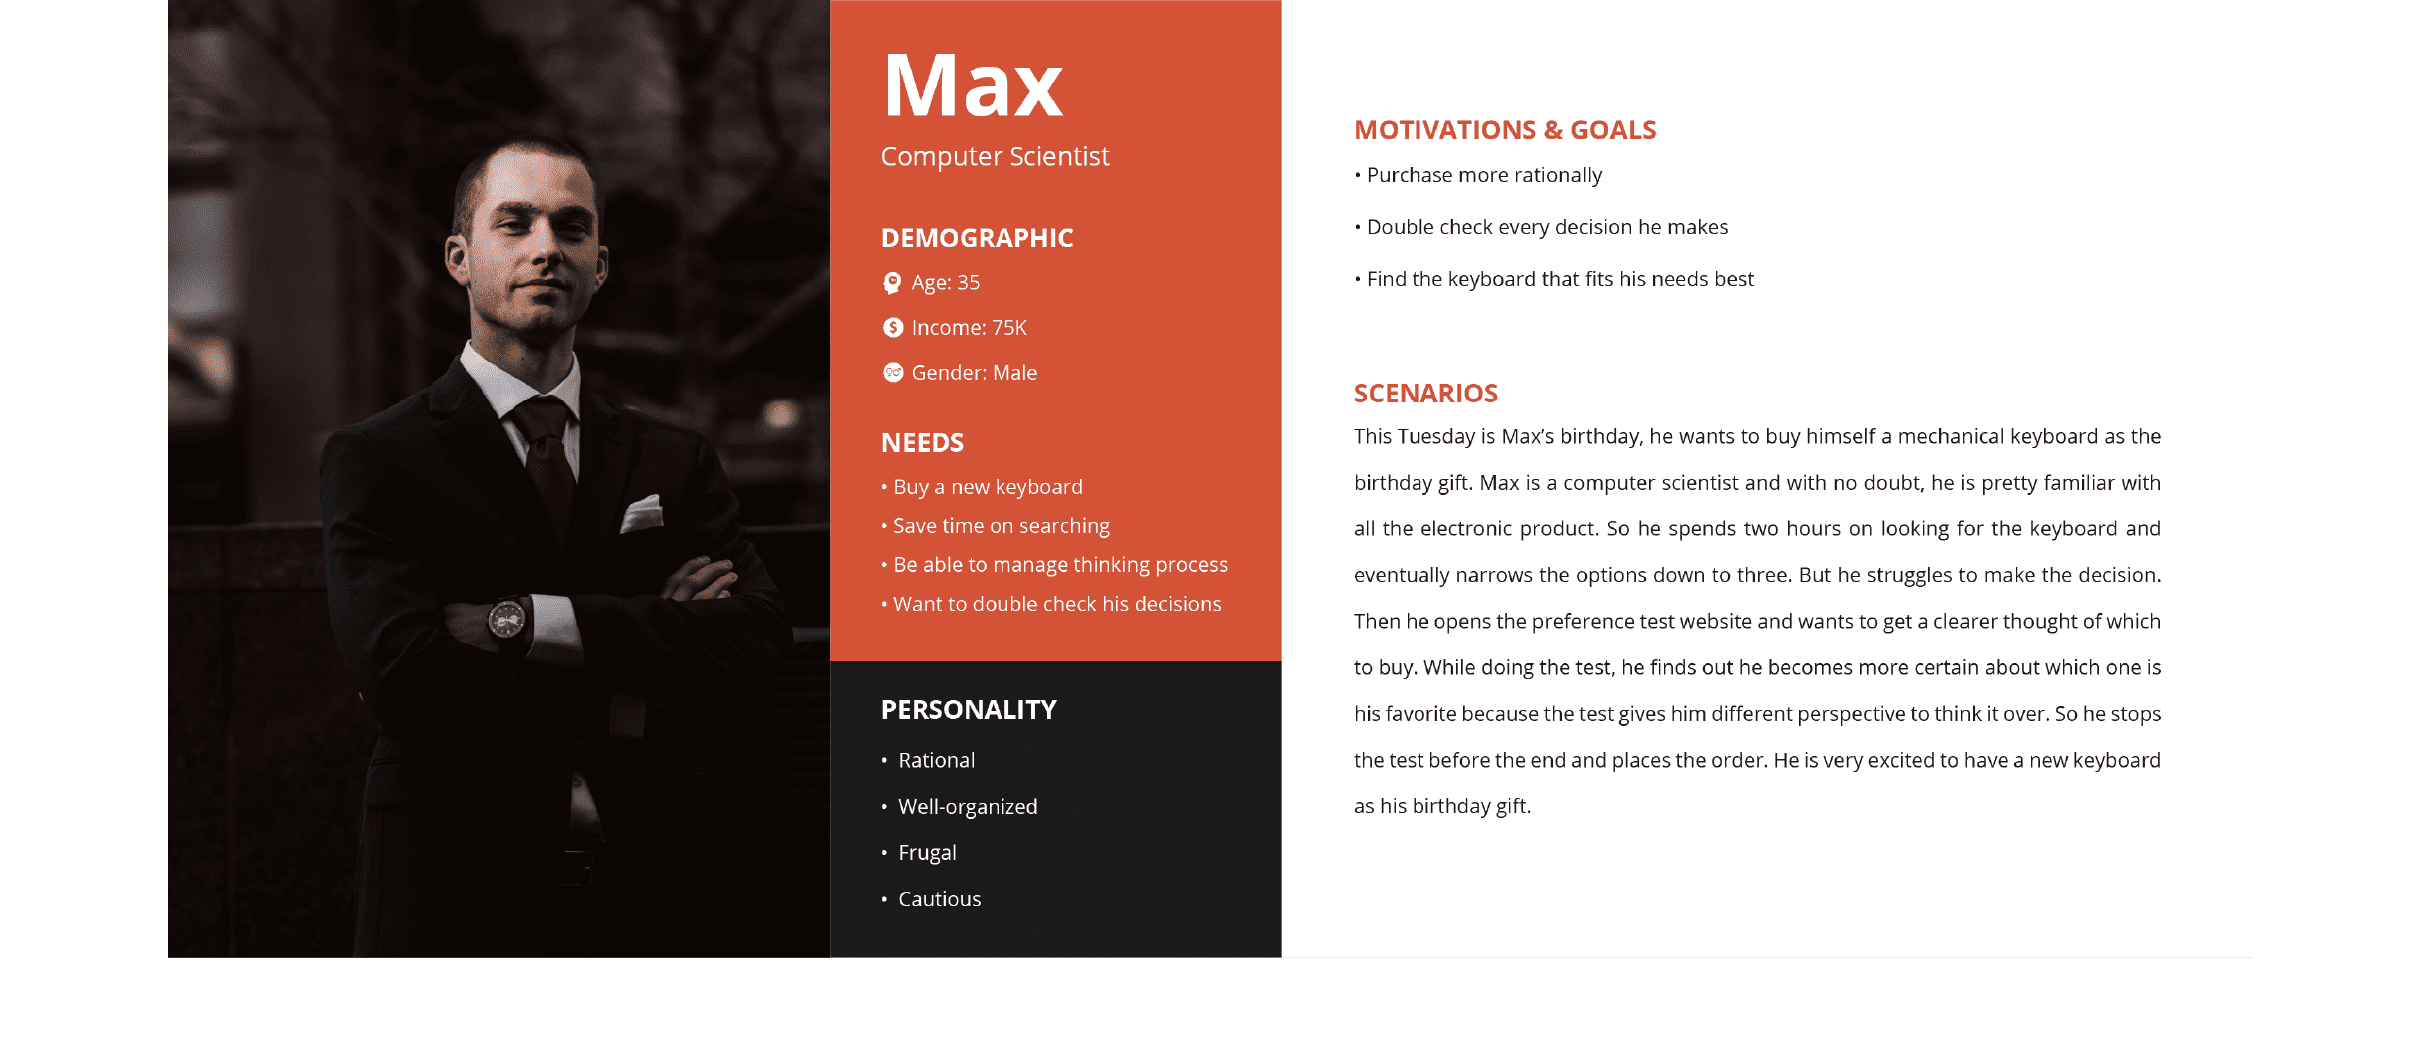 Max
Computer Scientist
DEMOGRAPHIC
Age: 35
Income: 75K
Gender: Male
NEEDS
• Buy a new keyboard
• Save time on searching
• Be able to manage thinking process
• Want to double check his decisions
PERSONALITY
• Rational
• Well-organized
• Frugal
• Cautious
MOTIVATIONS & GOALS
• Purchase more rationally
• Double check every decision he makes
• Find the keyboard that fits his needs best
SCENARIOS
This Tuesday is Max’s birthday, he wants to buy himself a mechanical keyboard as the
birthday gift. Max is a computer scientist and with no doubt, he is pretty familiar with
all the electronic product. So he spends two hours on looking for the keyboard and
eventually narrows the options down to three. But he struggles to make the decision.
Then he opens the preference test website and wants to get a clearer thought of which
to buy. While doing the test, he finds out he becomes more certain about which one is
his favorite because the test gives him different perspective to think it over. So he stops
the test before the end and places the order. He is very excited to have a new keyboard
as his birthday gift.